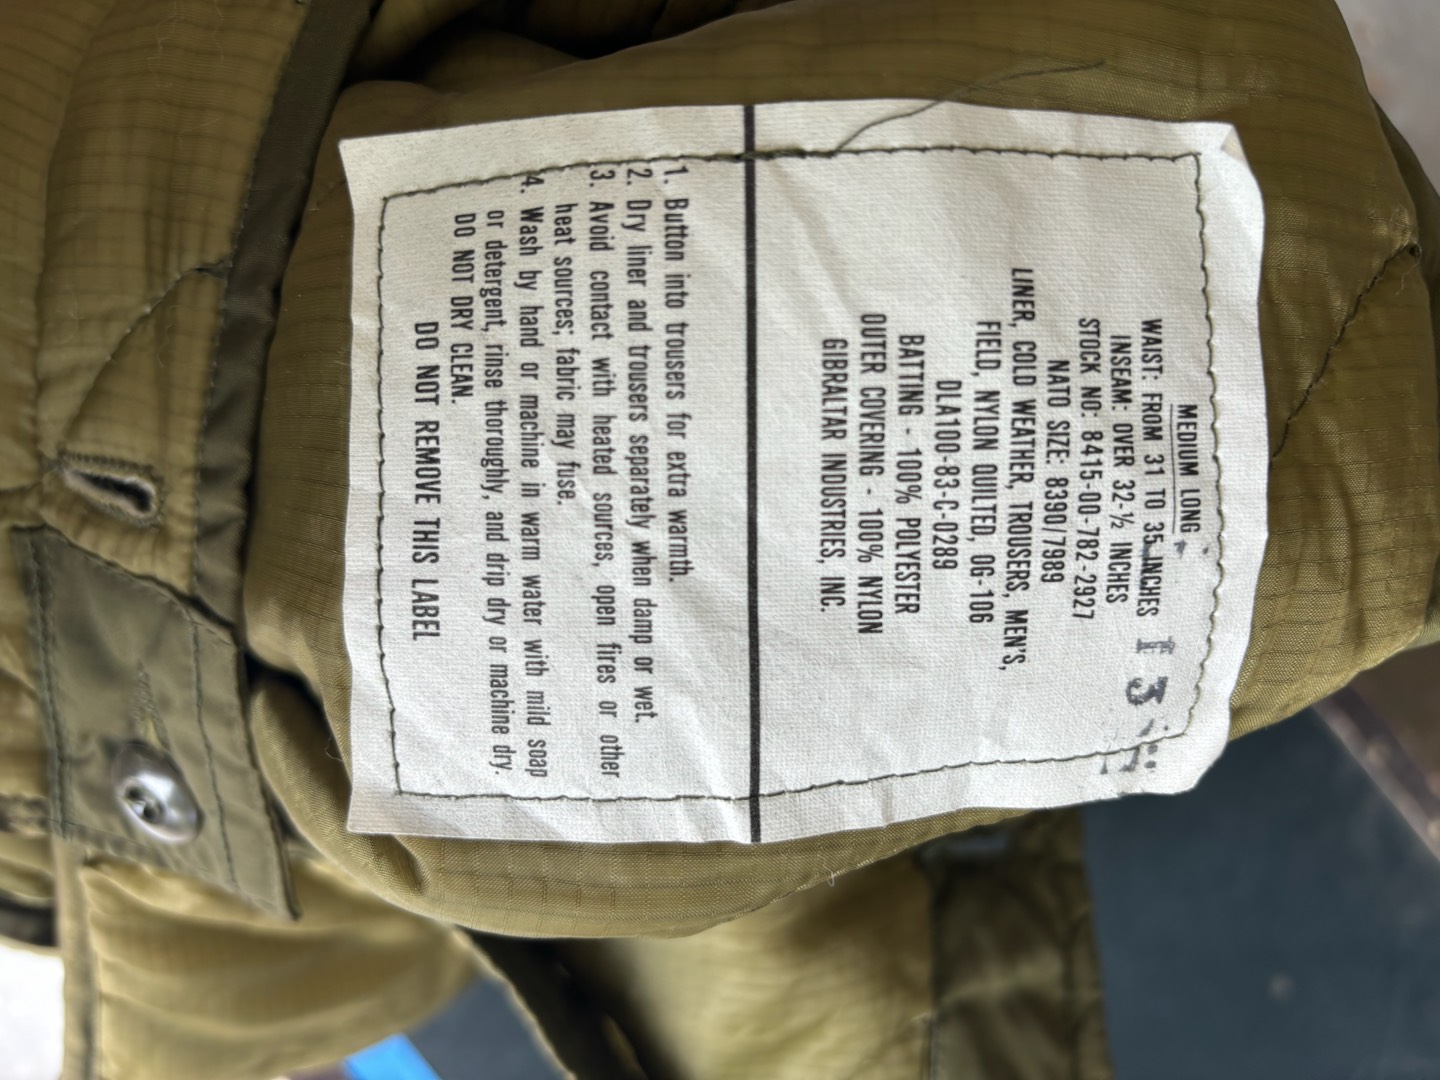 MEDIUM LONG
WAIST: FROM 31 TO 35 INCHES
INSEAM: OVER 32-½ INCHES
STOCK NO: 8415-00-782-2927
NATO SIZE: 8390/7989
LINER, COLD WEATHER, TROUSERS, MEN'S,
FIELD, NYLON QUILTED, OG-106
DLA100-83-C-0289
BATTING - 100% POLYESTER
OUTER COVERING - 100% NYLON
GIBRALTAR INDUSTRIES, INC.
1. Button into trousers for extra warmth.
2. Dry liner and trousers separately when damp or wet.
3. Avoid contact with heated sources, open fires or other
heat sources; fabric may fuse.
4. Wash by hand or machine in warm water with mild soap
or detergent, rinse thoroughly, and drip dry or machine dry.
DO NOT DRY CLEAN.
DO NOT REMOVE THIS LABEL
3